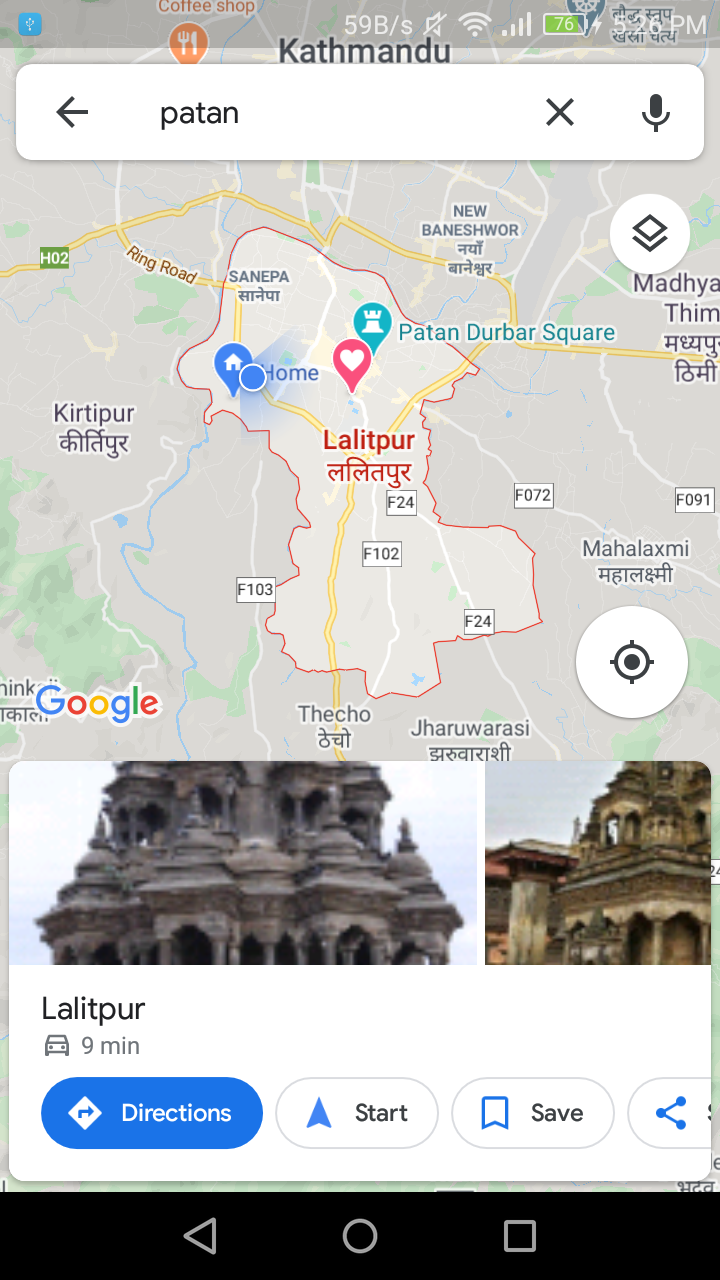 Coffee shop
59B/s
76
5:26 PM
बौद्ध स्तूप
Kathmandu
patan
NEW
BANESHWOR
नयाँ
बानेश्वर
H02
Ring Road
SANEPA
सानेपा
Madhya
Thim
मध्यपु
ठिमी
Patan Durbar Square
Home
Kirtipur
कीर्तिपुर
Lalitpur
ललितपुर
F24
F072
F091
F102
Mahalaxmi
महालक्ष्मी
F103
F24
Google
Thecho
ठेचो
Jharuwarasi
झरुवाराशी
Lalitpur
9 min
Directions
Start
Save